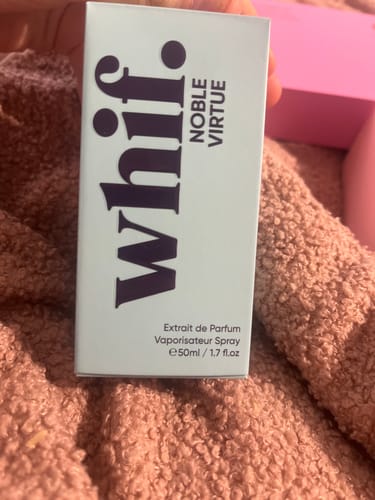 whif.
NOBLE
VIRTUE
Extrait de Parfum
Vaporisateur Spray
℮50ml / 1.7 fl.oz